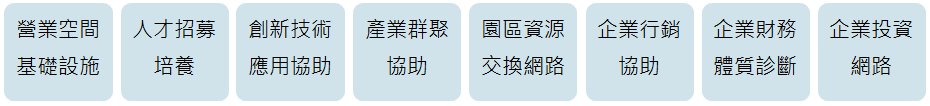 營業空間
基礎設施
人才招募
培養
創新技術
應用協助
產業群聚
協助
園區資源
交換網路
企業行銷
協助
企業財務
體質診斷
企業投資
網路